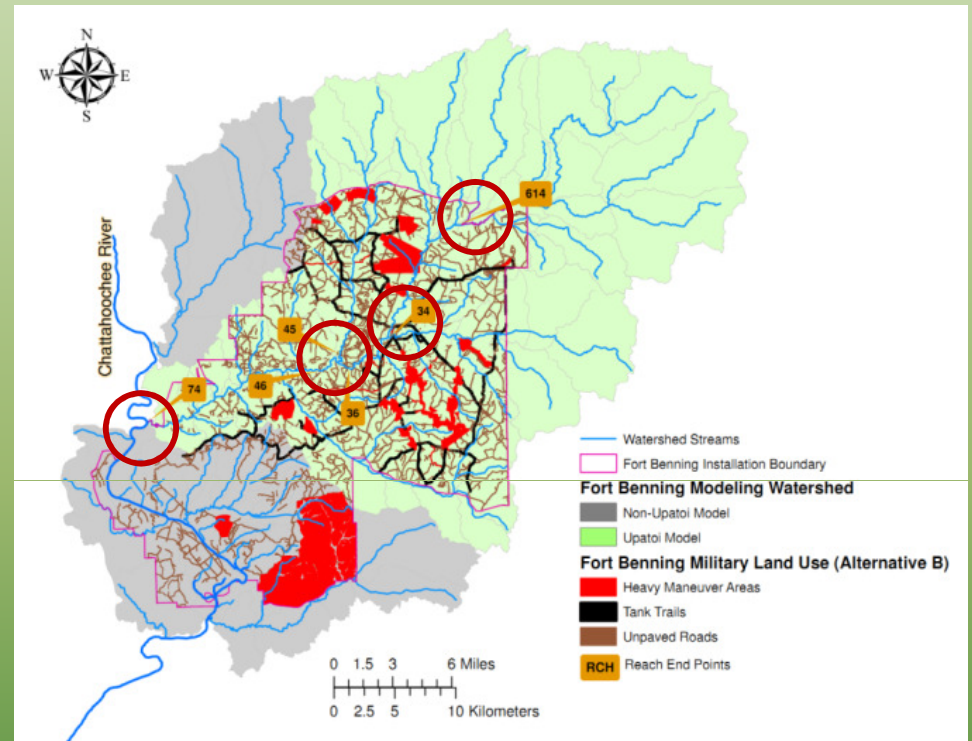 N
W E
S
614
Chattahoochee River
34
45
74
46
36
Watershed Streams
Fort Benning Installation Boundary
Fort Benning Modeling Watershed
Non-Upatoi Model
Upatoi Model
Fort Benning Military Land Use (Alternative B)
Heavy Maneuver Areas
Tank Trails
Unpaved Roads
RCH Reach End Points
0 1.5 3 6 Miles
0 2.5 5 10 Kilometers